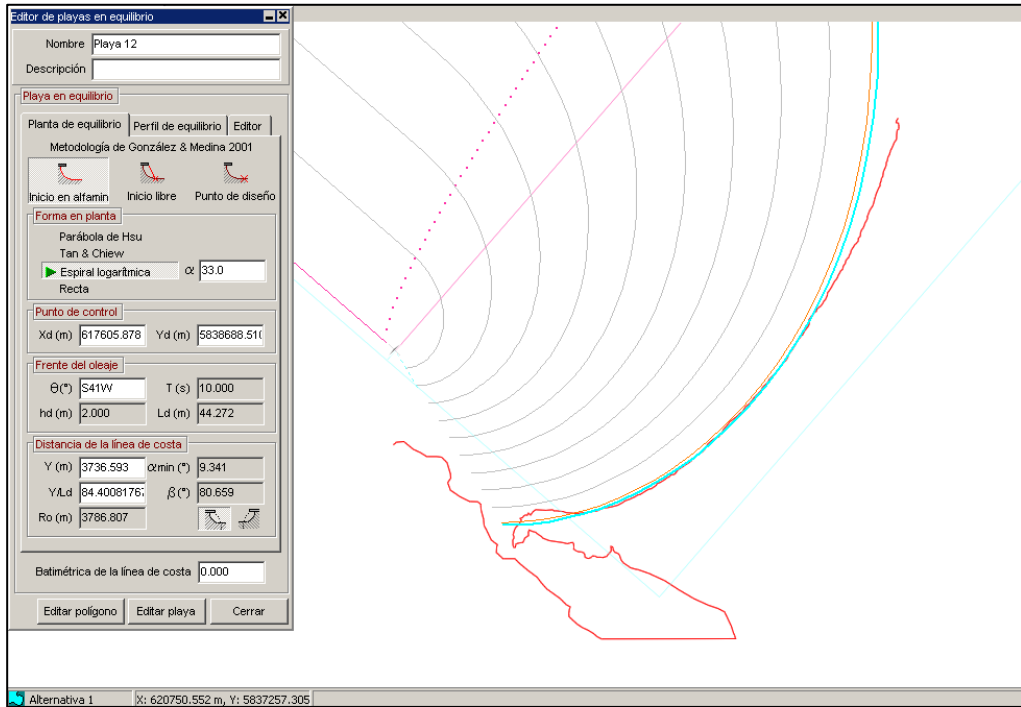 Editor de playas en equilibrio
Nombre Playa 12
Descripción
Playa en equilibrio
Planta de equilibrio Perfil de equilibrio Editor
Metodología de González & Medina 2001
Inicio en alfamin Inicio libre Punto de diseño
Forma en planta
Parábola de Hsu
Tan & Chiew
Espiral logarítmica α 33.0
Recta
Punto de control
Xd (m) 617605.878 Yd (m) 5838688.510
Frente del oleaje
Θ(°) S41W T (s) 10.000
hd (m) 2.000 Ld (m) 44.272
Distancia de la línea de costa
Y (m) 3736.593 αmin (°) 9.341
Y/Ld 84.4008176 β(°) 80.659
Ro (m) 3786.807
Batimétrica de la línea de costa 0.000
Editar polígono Editar playa Cerrar
Alternativa 1 X: 620750.552 m, Y: 5837257.305